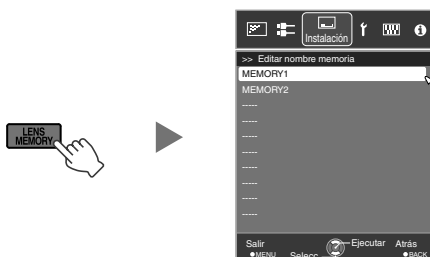 LENS
MEMORY
Instalación
>> Editar nombre memoria
MEMORY1
MEMORY2
-----
-----
-----
-----
-----
-----
-----
-----
Salir
MENU
Selecc.
Ejecutar
Atrás
BACK